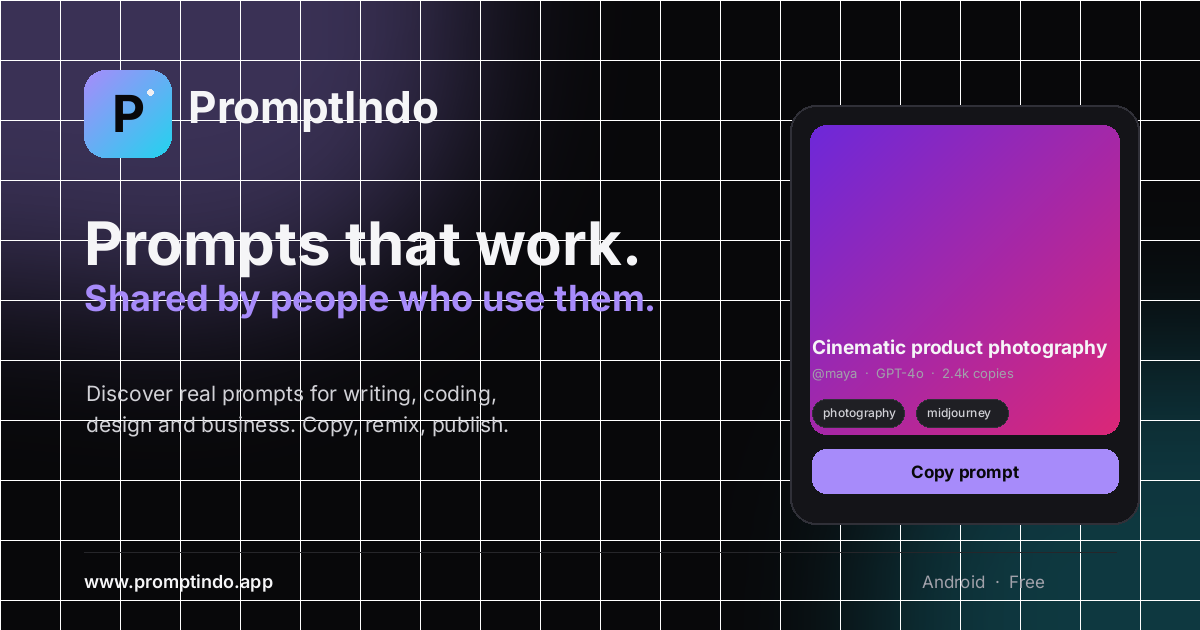 P
PromptIndo
Prompts that work.
Shared by people who use them.
Discover real prompts for writing, coding,
design and business. Copy, remix, publish.
Cinematic product photography
@maya · GPT-4o · 2.4k copies
photography midjourney
Copy prompt
www.promptindo.app
Android · Free